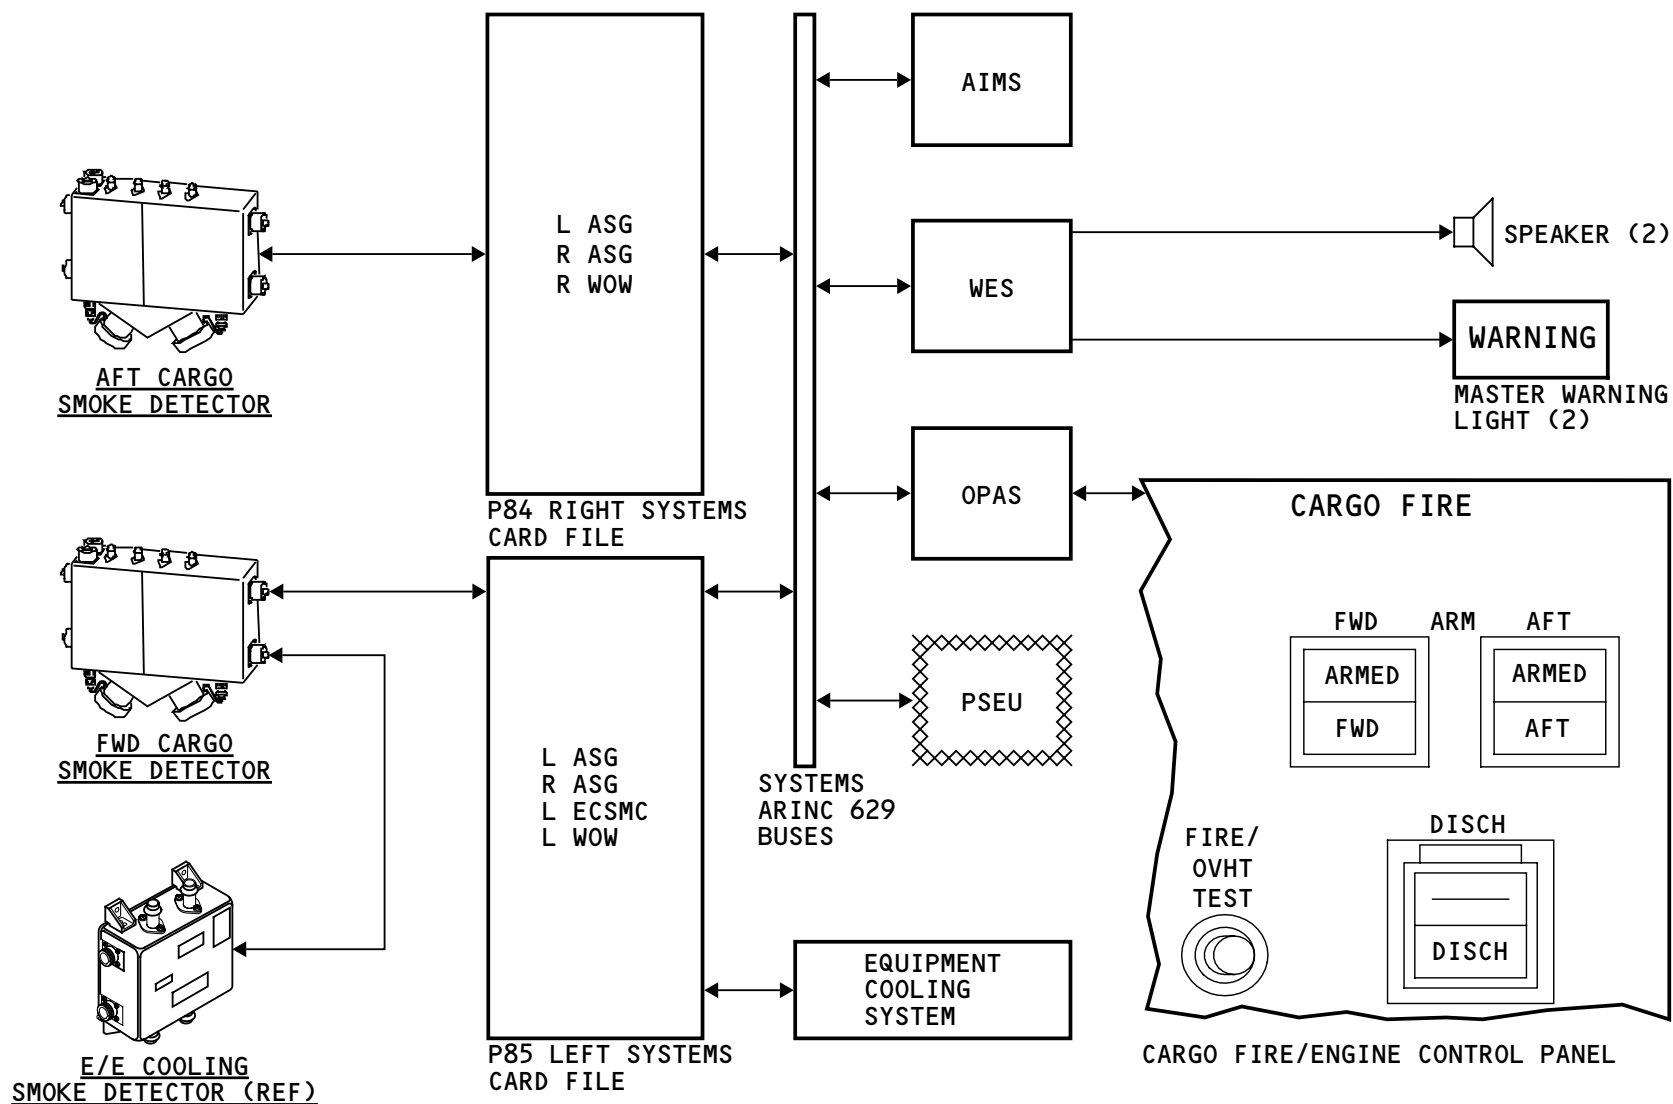 AIMS
L ASG
R ASG
R WOW
SPEAKER (2)
WES
WARNING
MASTER WARNING
LIGHT (2)
AFT CARGO
SMOKE DETECTOR
P84 RIGHT SYSTEMS
CARD FILE
OPAS
CARGO FIRE
FWD ARM AFT
ARMED
FWD
ARMED
AFT
PSEU
FWD CARGO
SMOKE DETECTOR
L ASG
R ASG
L ECSMC
L WOW
SYSTEMS
ARINC 629
BUSES
FIRE/
OVHT
TEST
DISCH
DISCH
EQUIPMENT
COOLING
SYSTEM
E/E COOLING
SMOKE DETECTOR (REF)
P85 LEFT SYSTEMS
CARD FILE
CARGO FIRE/ENGINE CONTROL PANEL